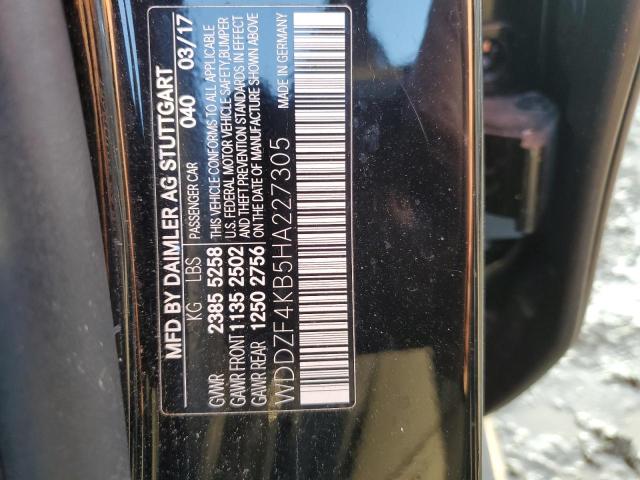 MFD BY DAIMLER AG STUTTGART 040 03/17
KG LBS PASSENGER CAR
GVWR 2385 5258 THIS VEHICLE CONFORMS TO ALL APPLICABLE
GAWR FRONT 1135 2502 U.S. FEDERAL MOTOR VEHICLE SAFETY, BUMPER
AND THEFT PREVENTION STANDARDS IN EFFECT
GAWR REAR 1250 2756 ON THE DATE OF MANUFACTURE SHOWN ABOVE
WDDZF4KB5HA227305 MADE IN GERMANY